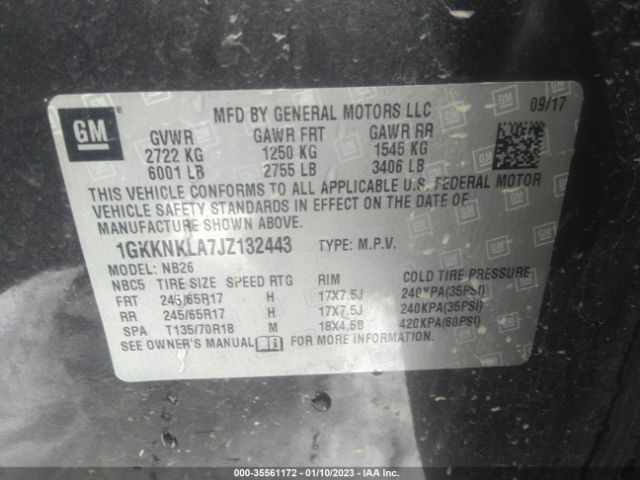 GM
MFD BY GENERAL MOTORS LLC 09/17
GVWR GAWR FRT GAWR RR
2722 KG 1250 KG 1545 KG
6001 LB 2755 LB 3406 LB
THIS VEHICLE CONFORMS TO ALL APPLICABLE U.S. FEDERAL MOTOR
VEHICLE SAFETY STANDARDS IN EFFECT ON THE DATE OF
MANUFACTURE SHOWN ABOVE.
1GKKNKLA7JZ132443 TYPE: M.P.V.
MODEL: NB26
NBC5 TIRE SIZE SPEED RTG RIM COLD TIRE PRESSURE
FRT 245/65R17 H 17X7.5J 240KPA(35PSI)
RR 245/65R17 H 17X7.5J 240KPA(35PSI)
SPA T135/70R18 M 18X4.5B 420KPA(60PSI)
SEE OWNER'S MANUAL FOR MORE INFORMATION.
000-35561172 — 01/10/2023 — IAA Inc.